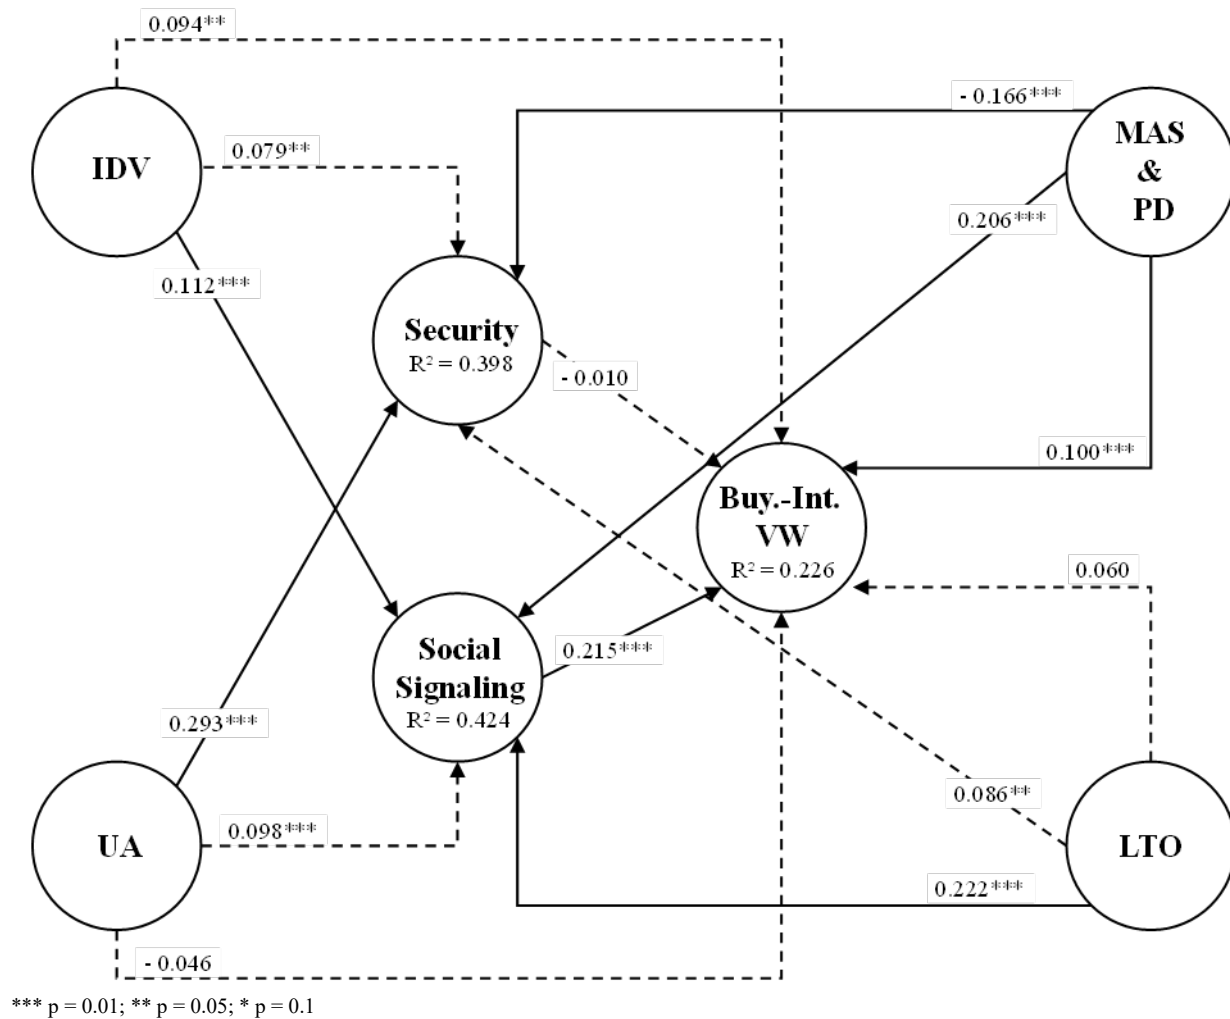 0.094**
- 0.166***
MAS
&
PD
IDV
0.079**
0.206***
0.112***
Security
R² = 0.398
- 0.010
0.100***
Buy.-Int.
VW
R² = 0.226
0.060
Social
Signaling
R² = 0.424
0.215***
0.293***
0.086**
UA
0.098***
LTO
0.222***
- 0.046
*** p = 0.01; ** p = 0.05; * p = 0.1